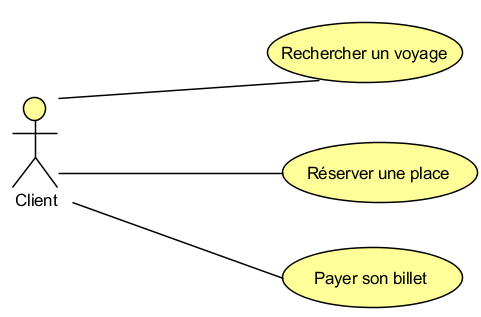 Rechercher un voyage
Réserver une place
Client
Payer son billet